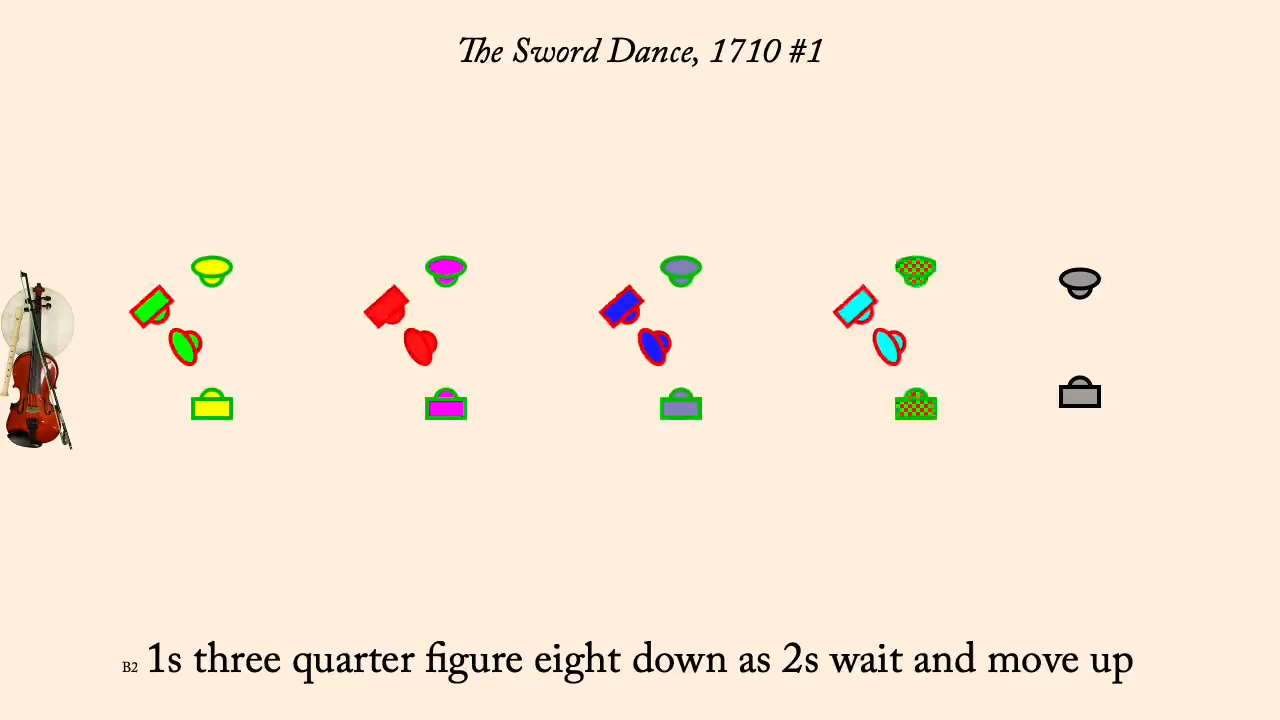 The Sword Dance, 1710 #1
B2 1s three quarter figure eight down as 2s wait and move up